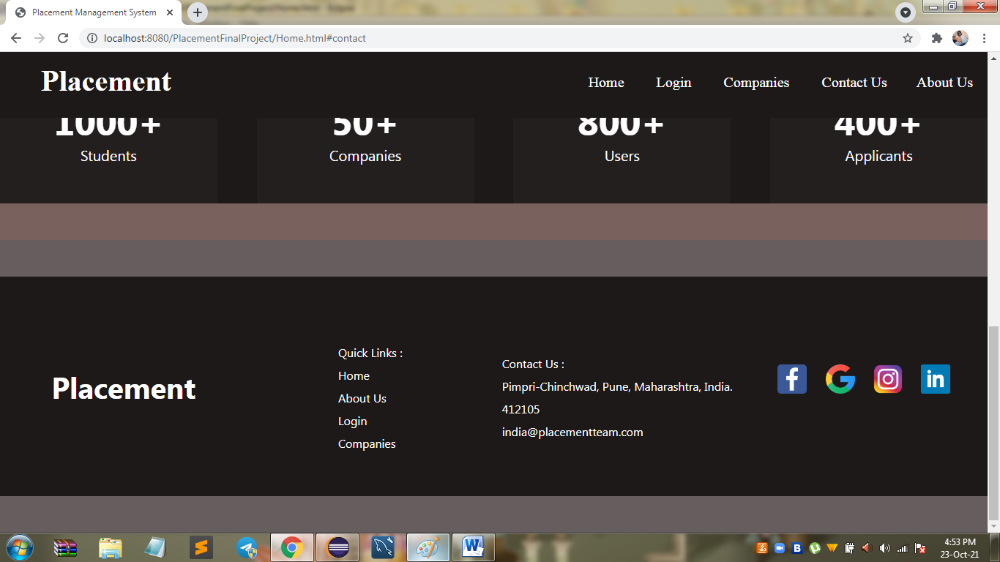 Placement Management System
localhost:8080/PlacementFinalProject/Home.html#contact
Placement
Home Login Companies Contact Us About Us
1000+ 50+ 800+ 400+
Students Companies Users Applicants
Placement
Quick Links :
Home
About Us
Login
Companies
Contact Us :
Pimpri-Chinchwad, Pune, Maharashtra, India.
412105
india@placementteam.com
4:53 PM
23-Oct-21